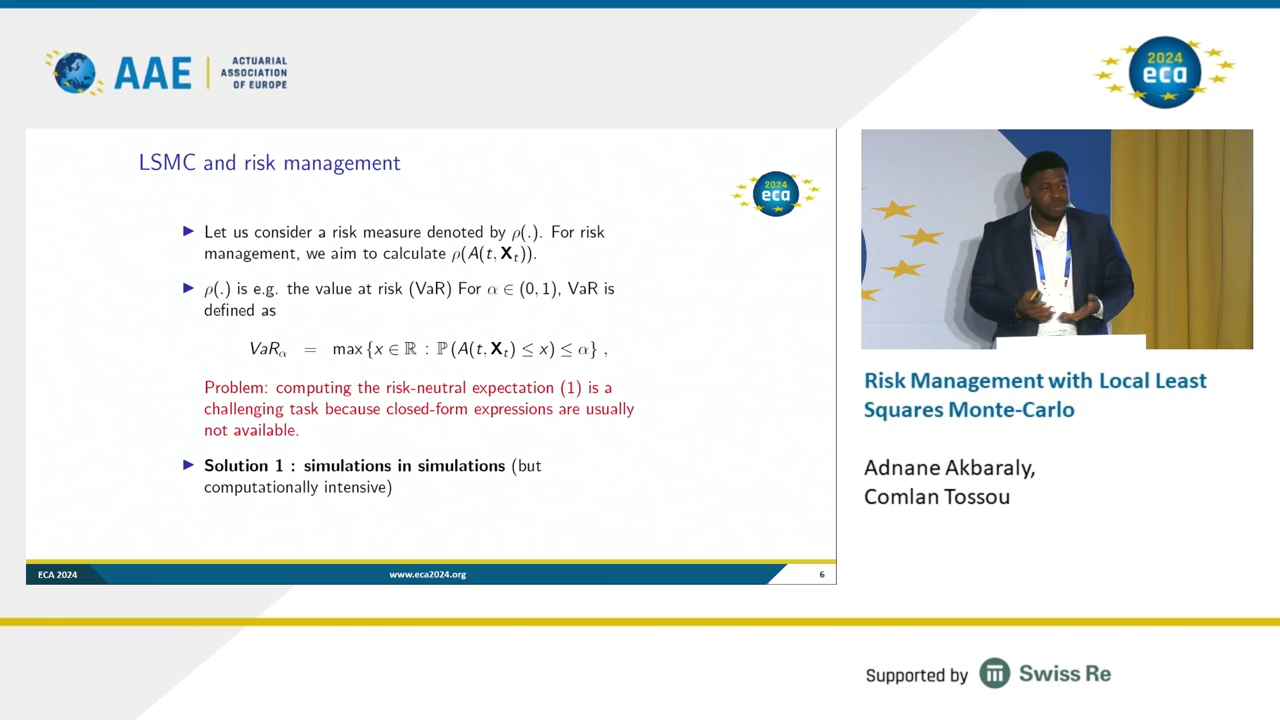 AAE
ACTUARIAL
ASSOCIATION
OF EUROPE
2024
eca
LSMC and risk management
2024
eca
▶ Let us consider a risk measure denoted by ρ(.). For risk
management, we aim to calculate ρ(A(t, X_t)).
▶ ρ(.) is e.g. the value at risk (VaR) For α ∈ (0, 1), VaR is
defined as
VaR_α = max {x ∈ ℝ : ℙ (A(t, X_t) ≤ x) ≤ α} ,
Problem: computing the risk-neutral expectation (1) is a
challenging task because closed-form expressions are usually
not available.
▶ Solution 1 : simulations in simulations (but
computationally intensive)
ECA 2024
www.eca2024.org
6
Risk Management with Local Least
Squares Monte-Carlo
Adnane Akbaraly,
Comlan Tossou
Supported by
Swiss Re